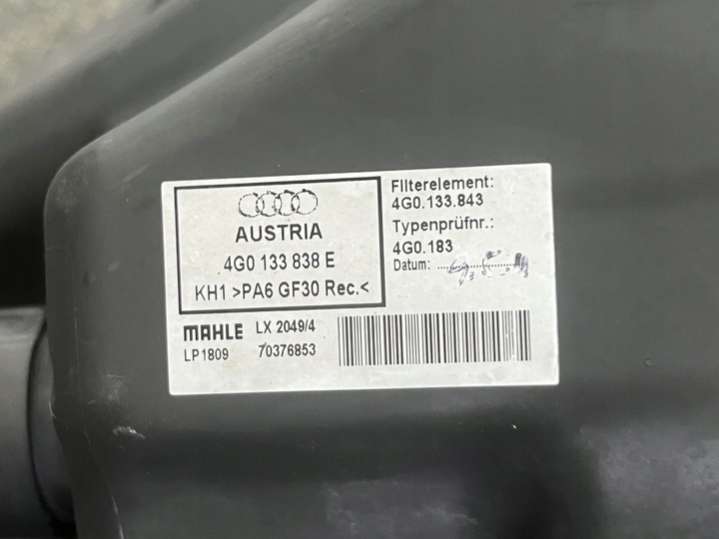 AUSTRIA
4G0 133 838 E
KH1 >PA6 GF30 Rec.<
Filterelement:
4G0.133.843
Typenprüfnr.:
4G0.183
Datum:
MAHLE LX 2049/4
LP1809 70376853